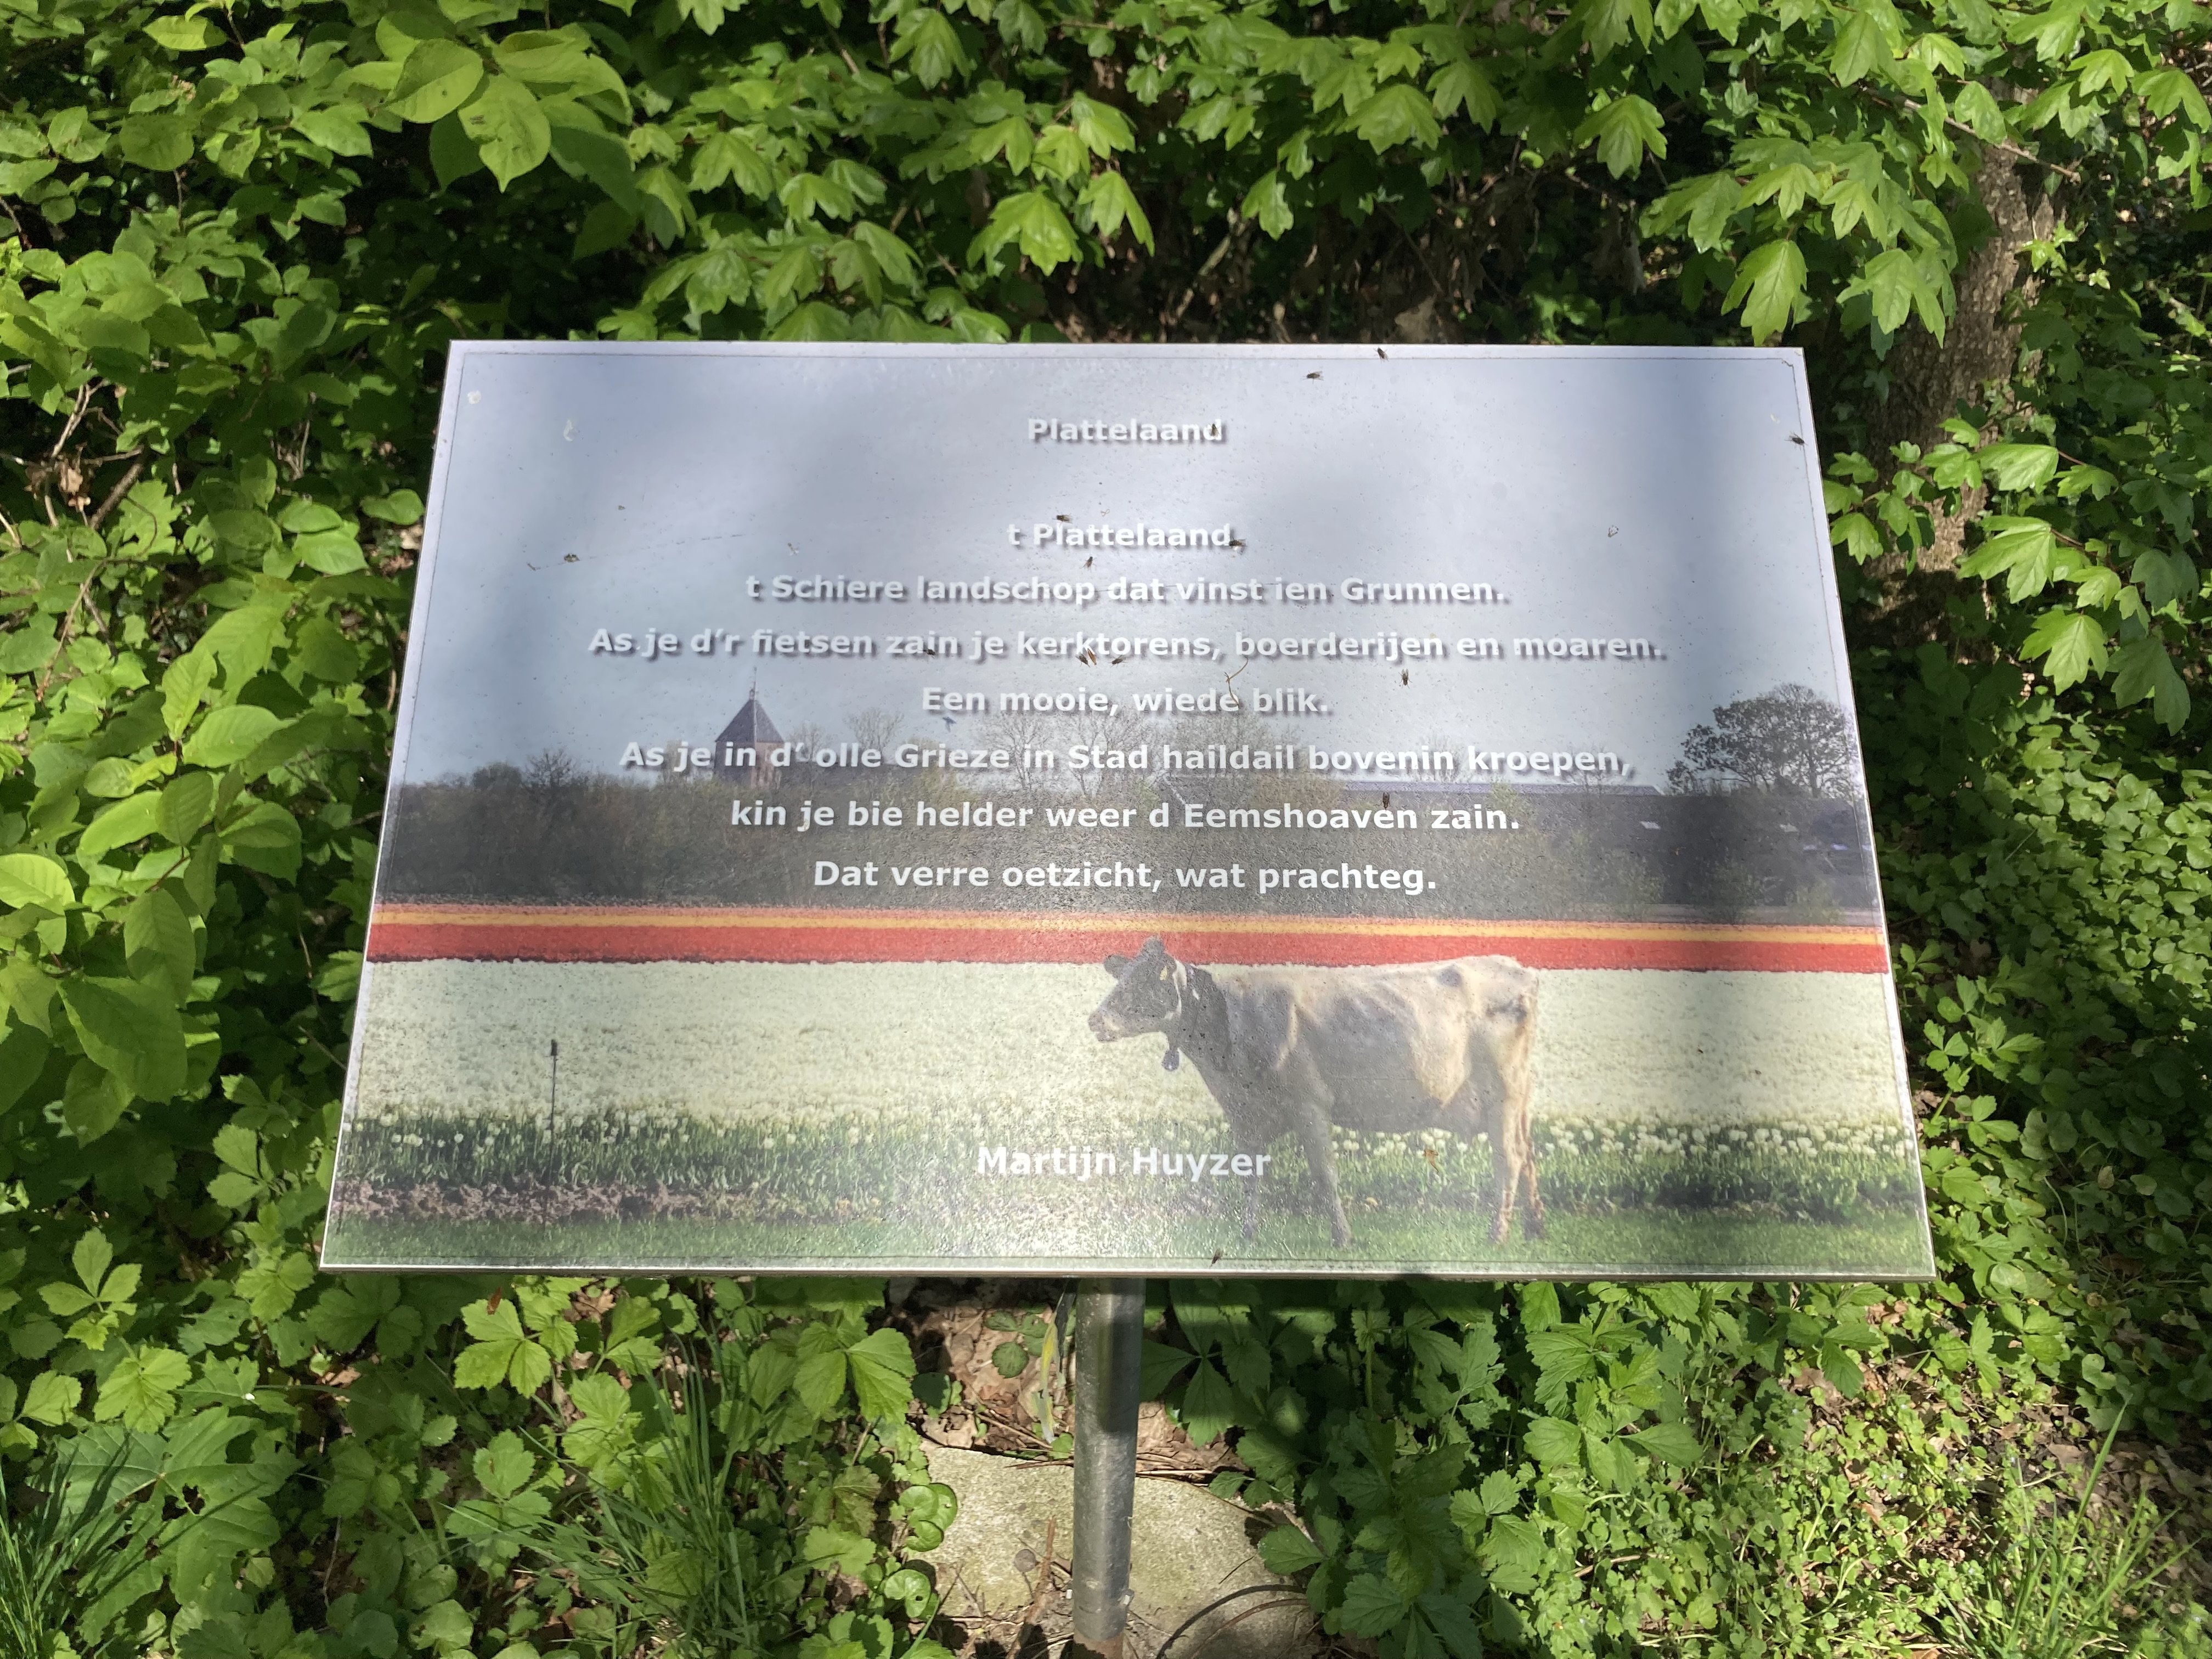 Plattelaand
t Plattelaand.
t Schiere landschop dat vinst ien Grunnen.
As je d’r fietsen zain je kerktorens, boerderijen en moaren.
Een mooie, wiede blik.
As je in d‘ olle Grieze in Stad haildail bovenin kroepen,
kin je bie helder weer d Eemshoaven zain.
Dat verre oetzicht, wat prachteg.
Martijn Huyzer